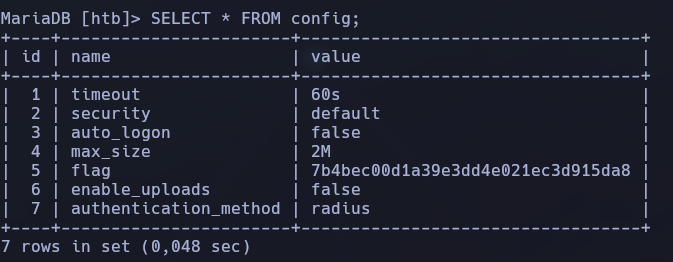 MariaDB [htb]> SELECT * FROM config;
+----+-----------------------+----------------------------------+
| id | name                  | value                            |
+----+-----------------------+----------------------------------+
|  1 | timeout               | 60s                              |
|  2 | security              | default                          |
|  3 | auto_logon            | false                            |
|  4 | max_size              | 2M                               |
|  5 | flag                  | 7b4bec00d1a39e3dd4e021ec3d915da8 |
|  6 | enable_uploads        | false                            |
|  7 | authentication_method | radius                           |
+----+-----------------------+----------------------------------+
7 rows in set (0,048 sec)